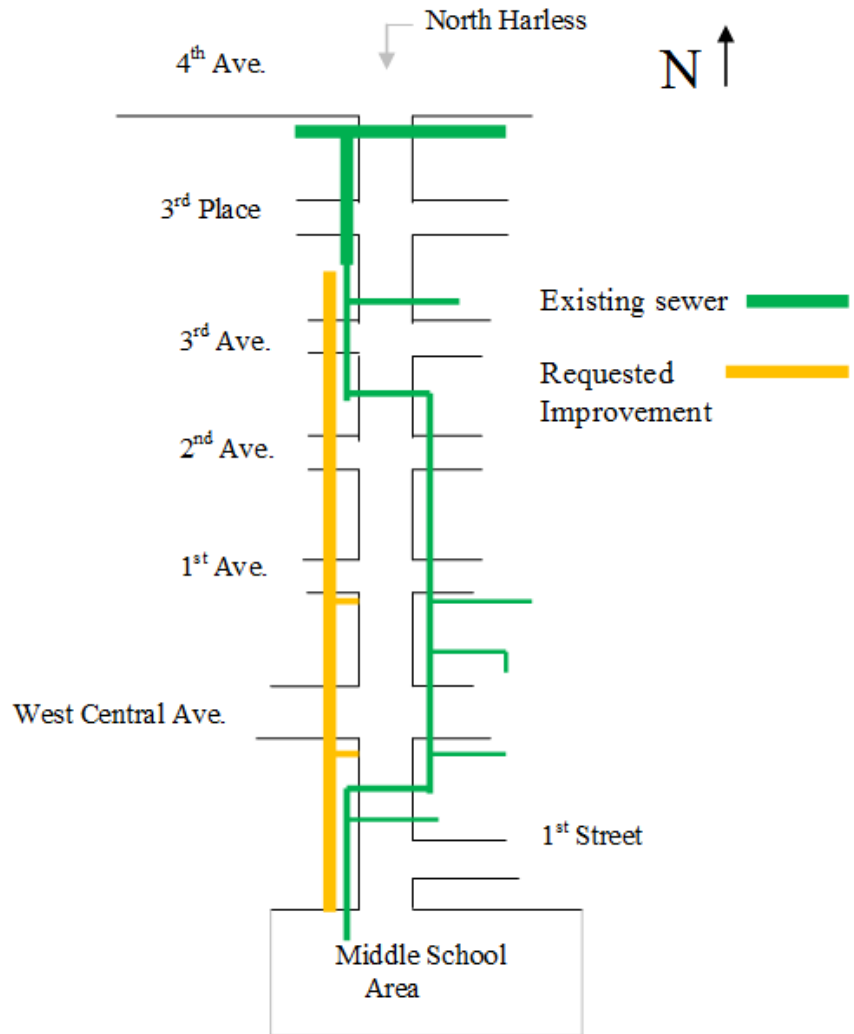 North Harless
4th Ave.
N
3rd Place
Existing sewer
3rd Ave.
Requested
Improvement
2nd Ave.
1st Ave.
West Central Ave.
1st Street
Middle School
Area